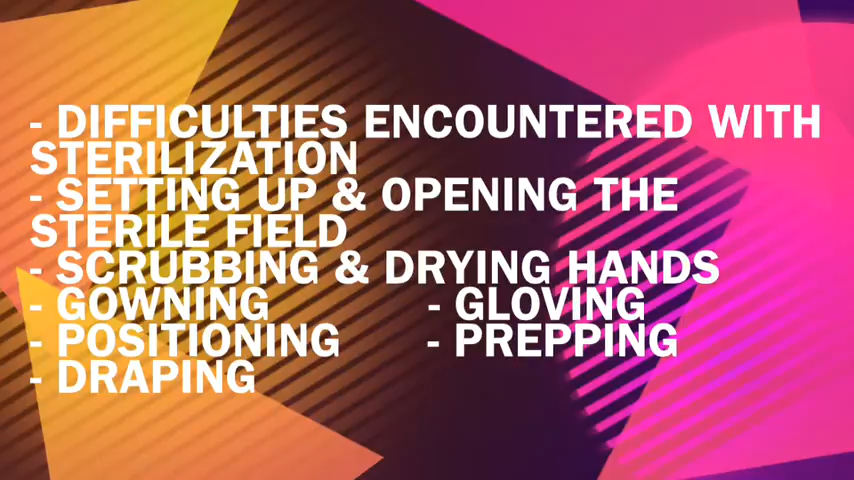 - DIFFICULTIES ENCOUNTERED WITH
STERILIZATION
- SETTING UP & OPENING THE
STERILE FIELD
- SCRUBBING & DRYING HANDS
- GOWNING - GLOVING
- POSITIONING - PREPPING
- DRAPING